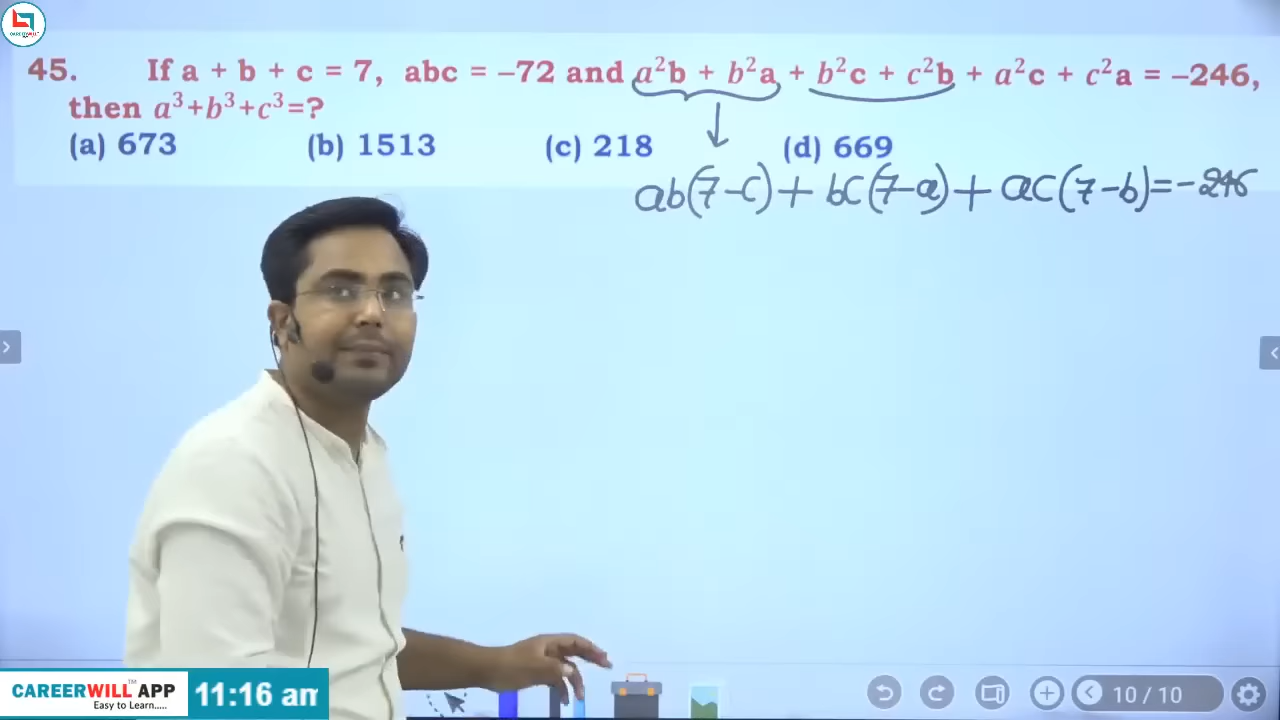 CAREERWILL
45. If a + b + c = 7, abc = –72 and a²b + b²a + b²c + c²b + a²c + c²a = –246,
then a³+b³+c³=?
(a) 673 (b) 1513 (c) 218 (d) 669
ab(7-c) + bc(7-a) + ac(7-b) = -246
10 / 10
CAREERWILL™ APP
Easy to Learn.....
11:16 am